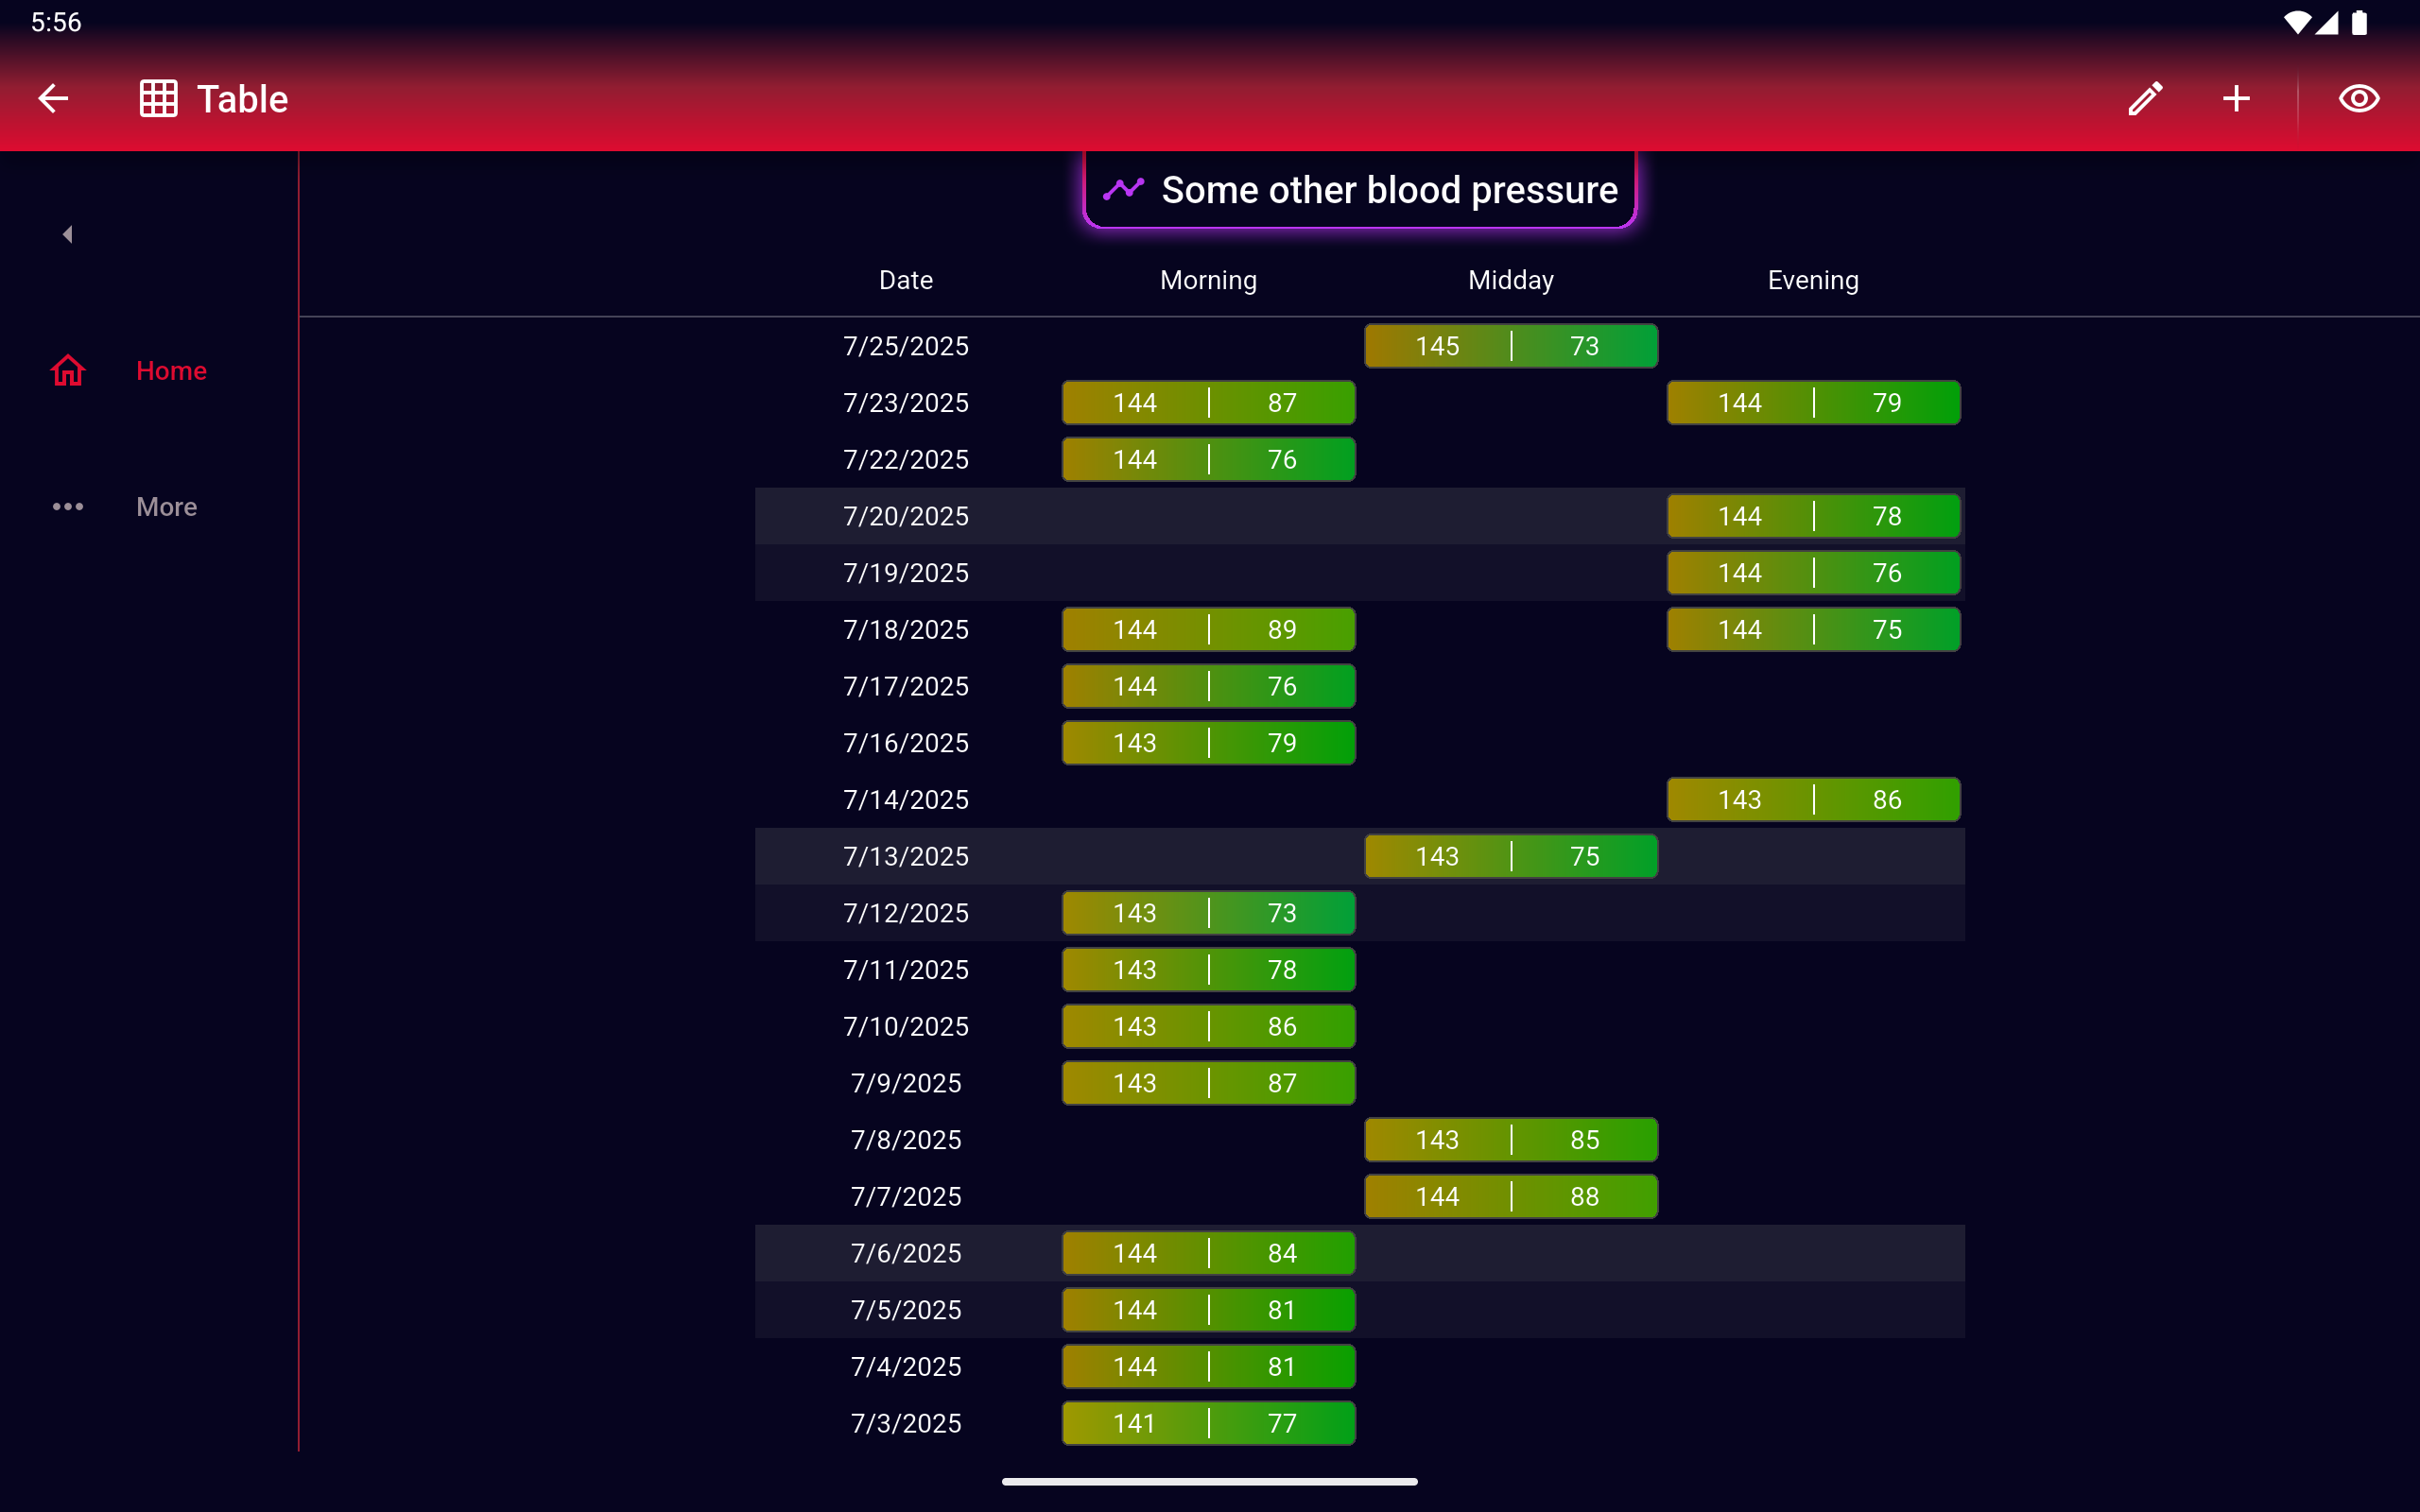 5:56
Table
Some other blood pressure
Home
More
Date Morning Midday Evening
7/25/2025 145 73
7/23/2025 144 87 144 79
7/22/2025 144 76
7/20/2025 144 78
7/19/2025 144 76
7/18/2025 144 89 144 75
7/17/2025 144 76
7/16/2025 143 79
7/14/2025 143 86
7/13/2025 143 75
7/12/2025 143 73
7/11/2025 143 78
7/10/2025 143 86
7/9/2025 143 87
7/8/2025 143 85
7/7/2025 144 88
7/6/2025 144 84
7/5/2025 144 81
7/4/2025 144 81
7/3/2025 141 77